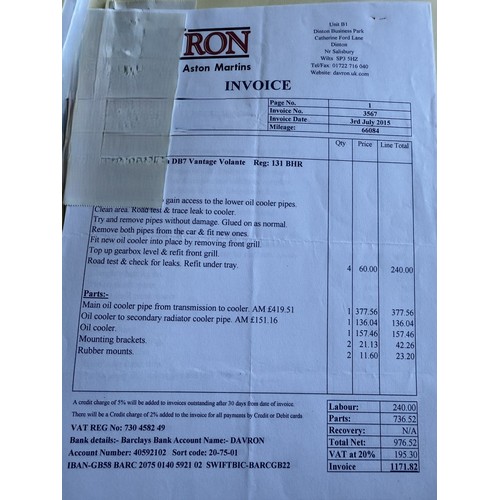 RON
Aston Martins
Unit B1
Dinton Business Park
Catherine Ford Lane
Dinton
Nr Salisbury
Wilts SP3 5HZ
Tel/Fax: 01722 716 040
Website: davron.uk.com
INVOICE
Page No. 1
Invoice No. 3567
Invoice Date 3rd July 2015
Mileage: 66084
Qty Price Line Total
DB7 Vantage Volante Reg: 131 BHR
gain access to the lower oil cooler pipes.
Clean area. Road test & trace leak to cooler.
Try and remove pipes without damage. Glued on as normal.
Remove both pipes from the car & fit new ones.
Fit new oil cooler into place by removing front grill.
Top up gearbox level & refit front grill.
Road test & check for leaks. Refit under tray. 4 60.00 240.00
Parts:-
Main oil cooler pipe from transmission to cooler. AM £419.51 1 377.56 377.56
Oil cooler to secondary radiator cooler pipe. AM £151.16 1 136.04 136.04
Oil cooler. 1 157.46 157.46
Mounting brackets. 2 21.13 42.26
Rubber mounts. 2 11.60 23.20
A credit charge of 5% will be added to invoices outstanding after 30 days from date of invoice.
There will be a Credit Charge of 2% added to the invoice for all payments by Credit or Debit cards
VAT REG No: 730 4582 49
Bank details:- Barclays Bank Account Name:- DAVRON
Account Number: 40592102 Sort code: 20-75-01
IBAN-GB58 BARC 2075 0140 5921 02 SWIFTBIC-BARCGB22
Labour: 240.00
Parts: 736.52
Recovery: N/A
Total Net: 976.52
VAT at 20% 195.30
Invoice 1171.82